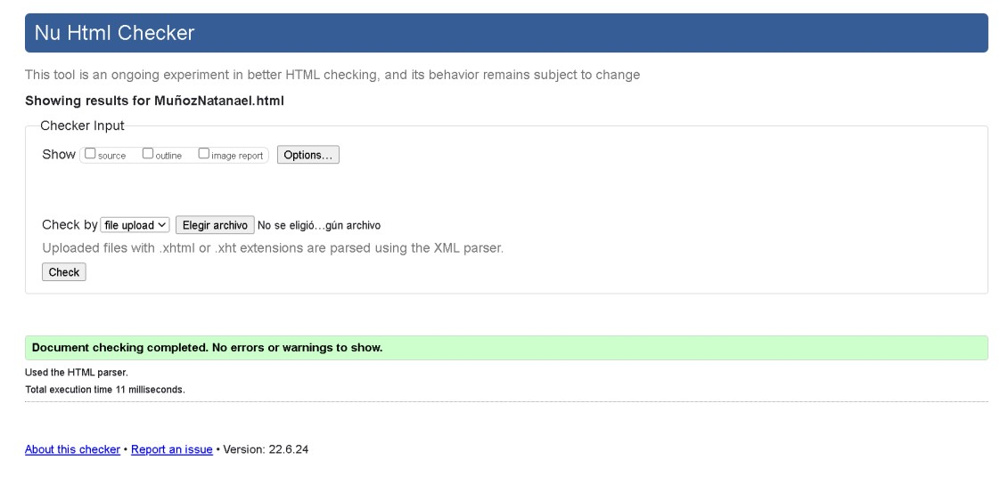 Nu Html Checker
This tool is an ongoing experiment in better HTML checking, and its behavior remains subject to change
Showing results for MuñozNatanael.html
Checker Input
Show source outline image report Options...
Check by file upload Elegir archivo No se eligió…gún archivo
Uploaded files with .xhtml or .xht extensions are parsed using the XML parser.
Check
Document checking completed. No errors or warnings to show.
Used the HTML parser.
Total execution time 11 milliseconds.
About this checker • Report an issue • Version: 22.6.24